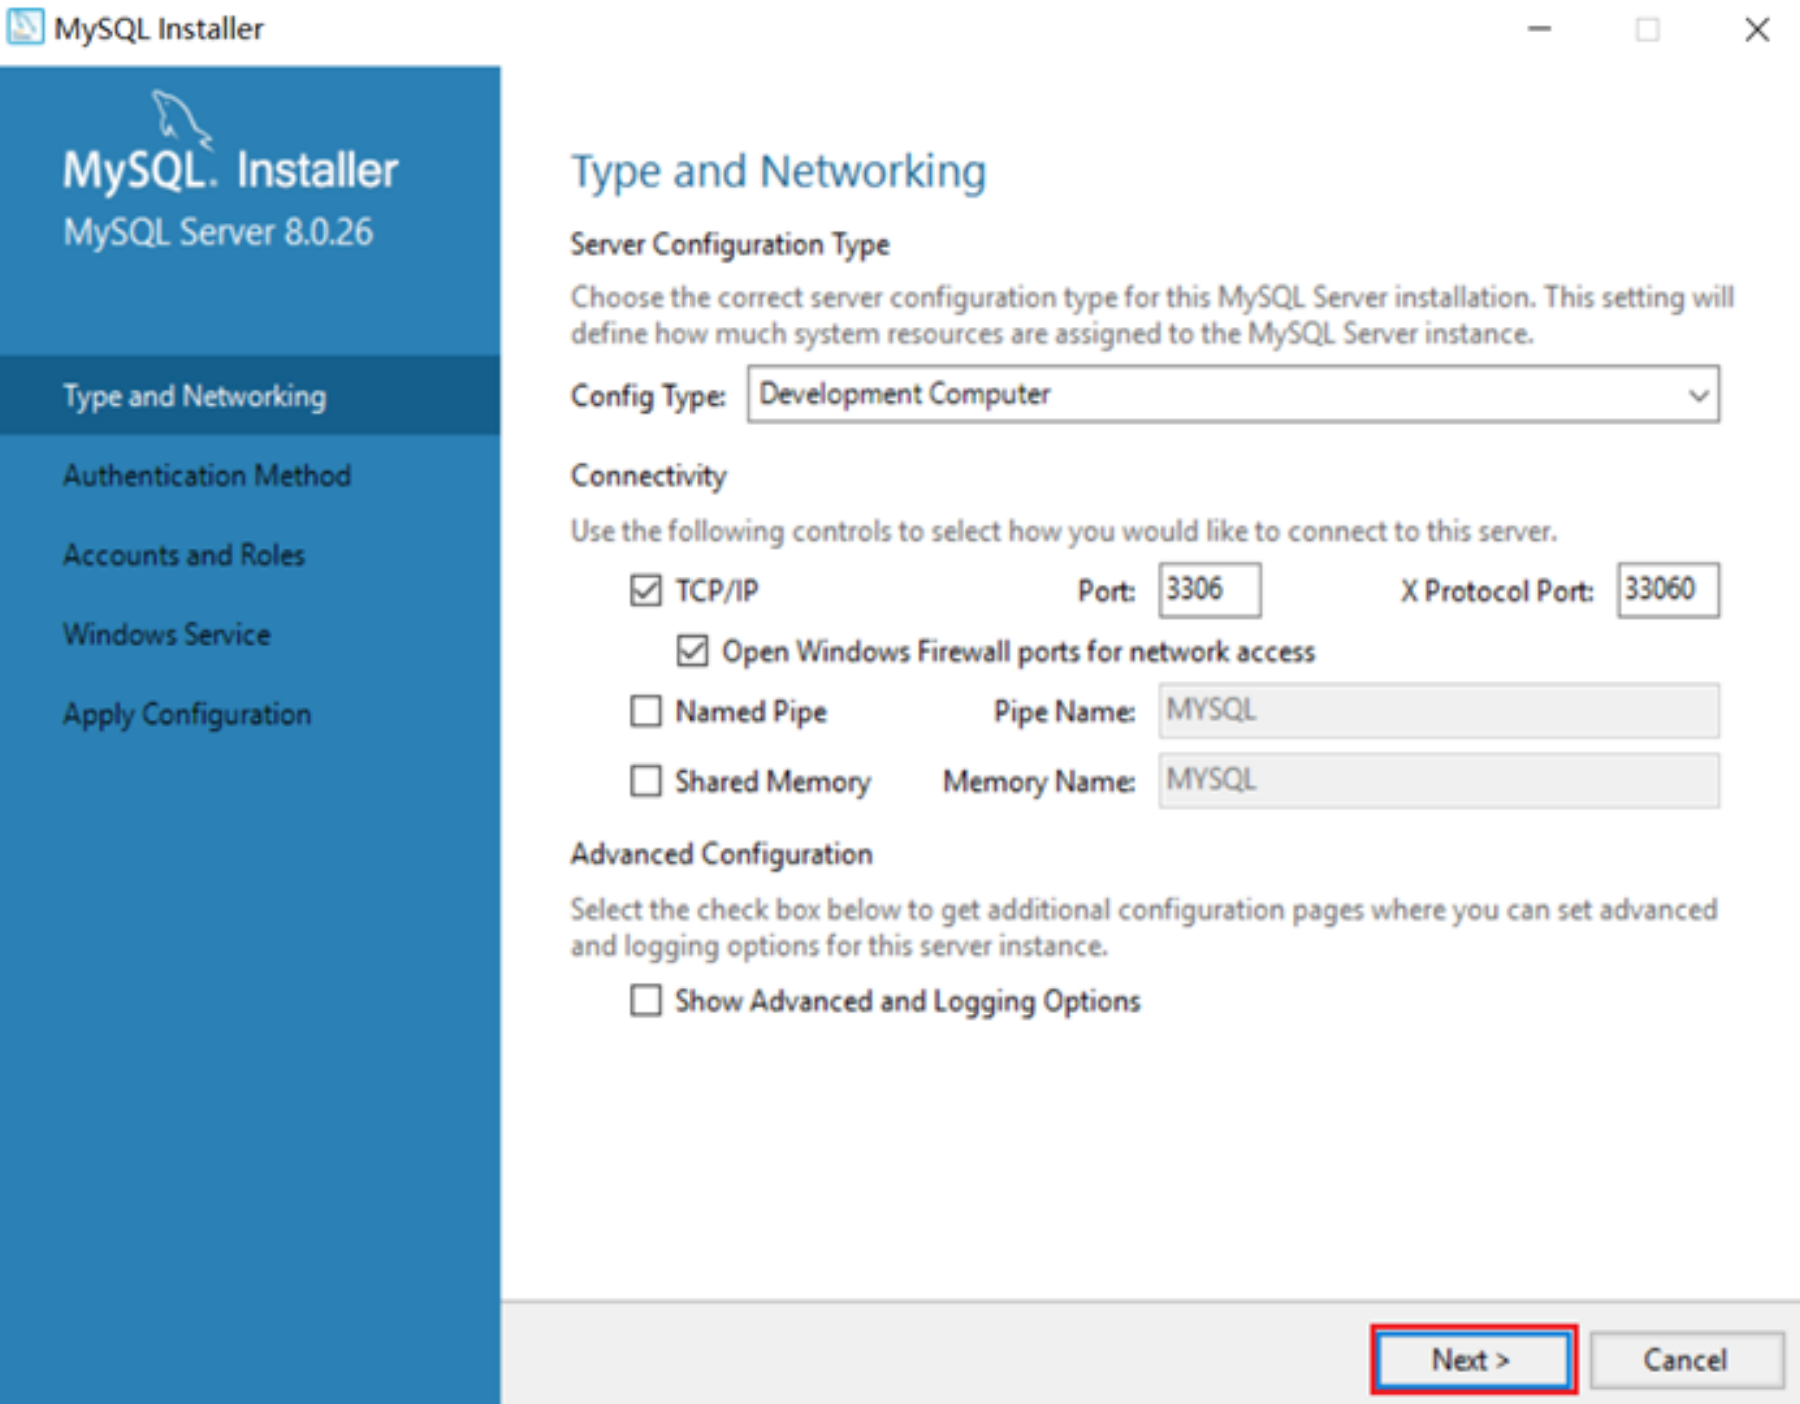 MySQL Installer
MySQL. Installer
MySQL Server 8.0.26
Type and Networking
Authentication Method
Accounts and Roles
Windows Service
Apply Configuration
Type and Networking
Server Configuration Type
Choose the correct server configuration type for this MySQL Server installation. This setting will
define how much system resources are assigned to the MySQL Server instance.
Config Type: Development Computer
Connectivity
Use the following controls to select how you would like to connect to this server.
TCP/IP Port: 3306 X Protocol Port: 33060
Open Windows Firewall ports for network access
Named Pipe Pipe Name: MYSQL
Shared Memory Memory Name: MYSQL
Advanced Configuration
Select the check box below to get additional configuration pages where you can set advanced
and logging options for this server instance.
Show Advanced and Logging Options
Next > Cancel